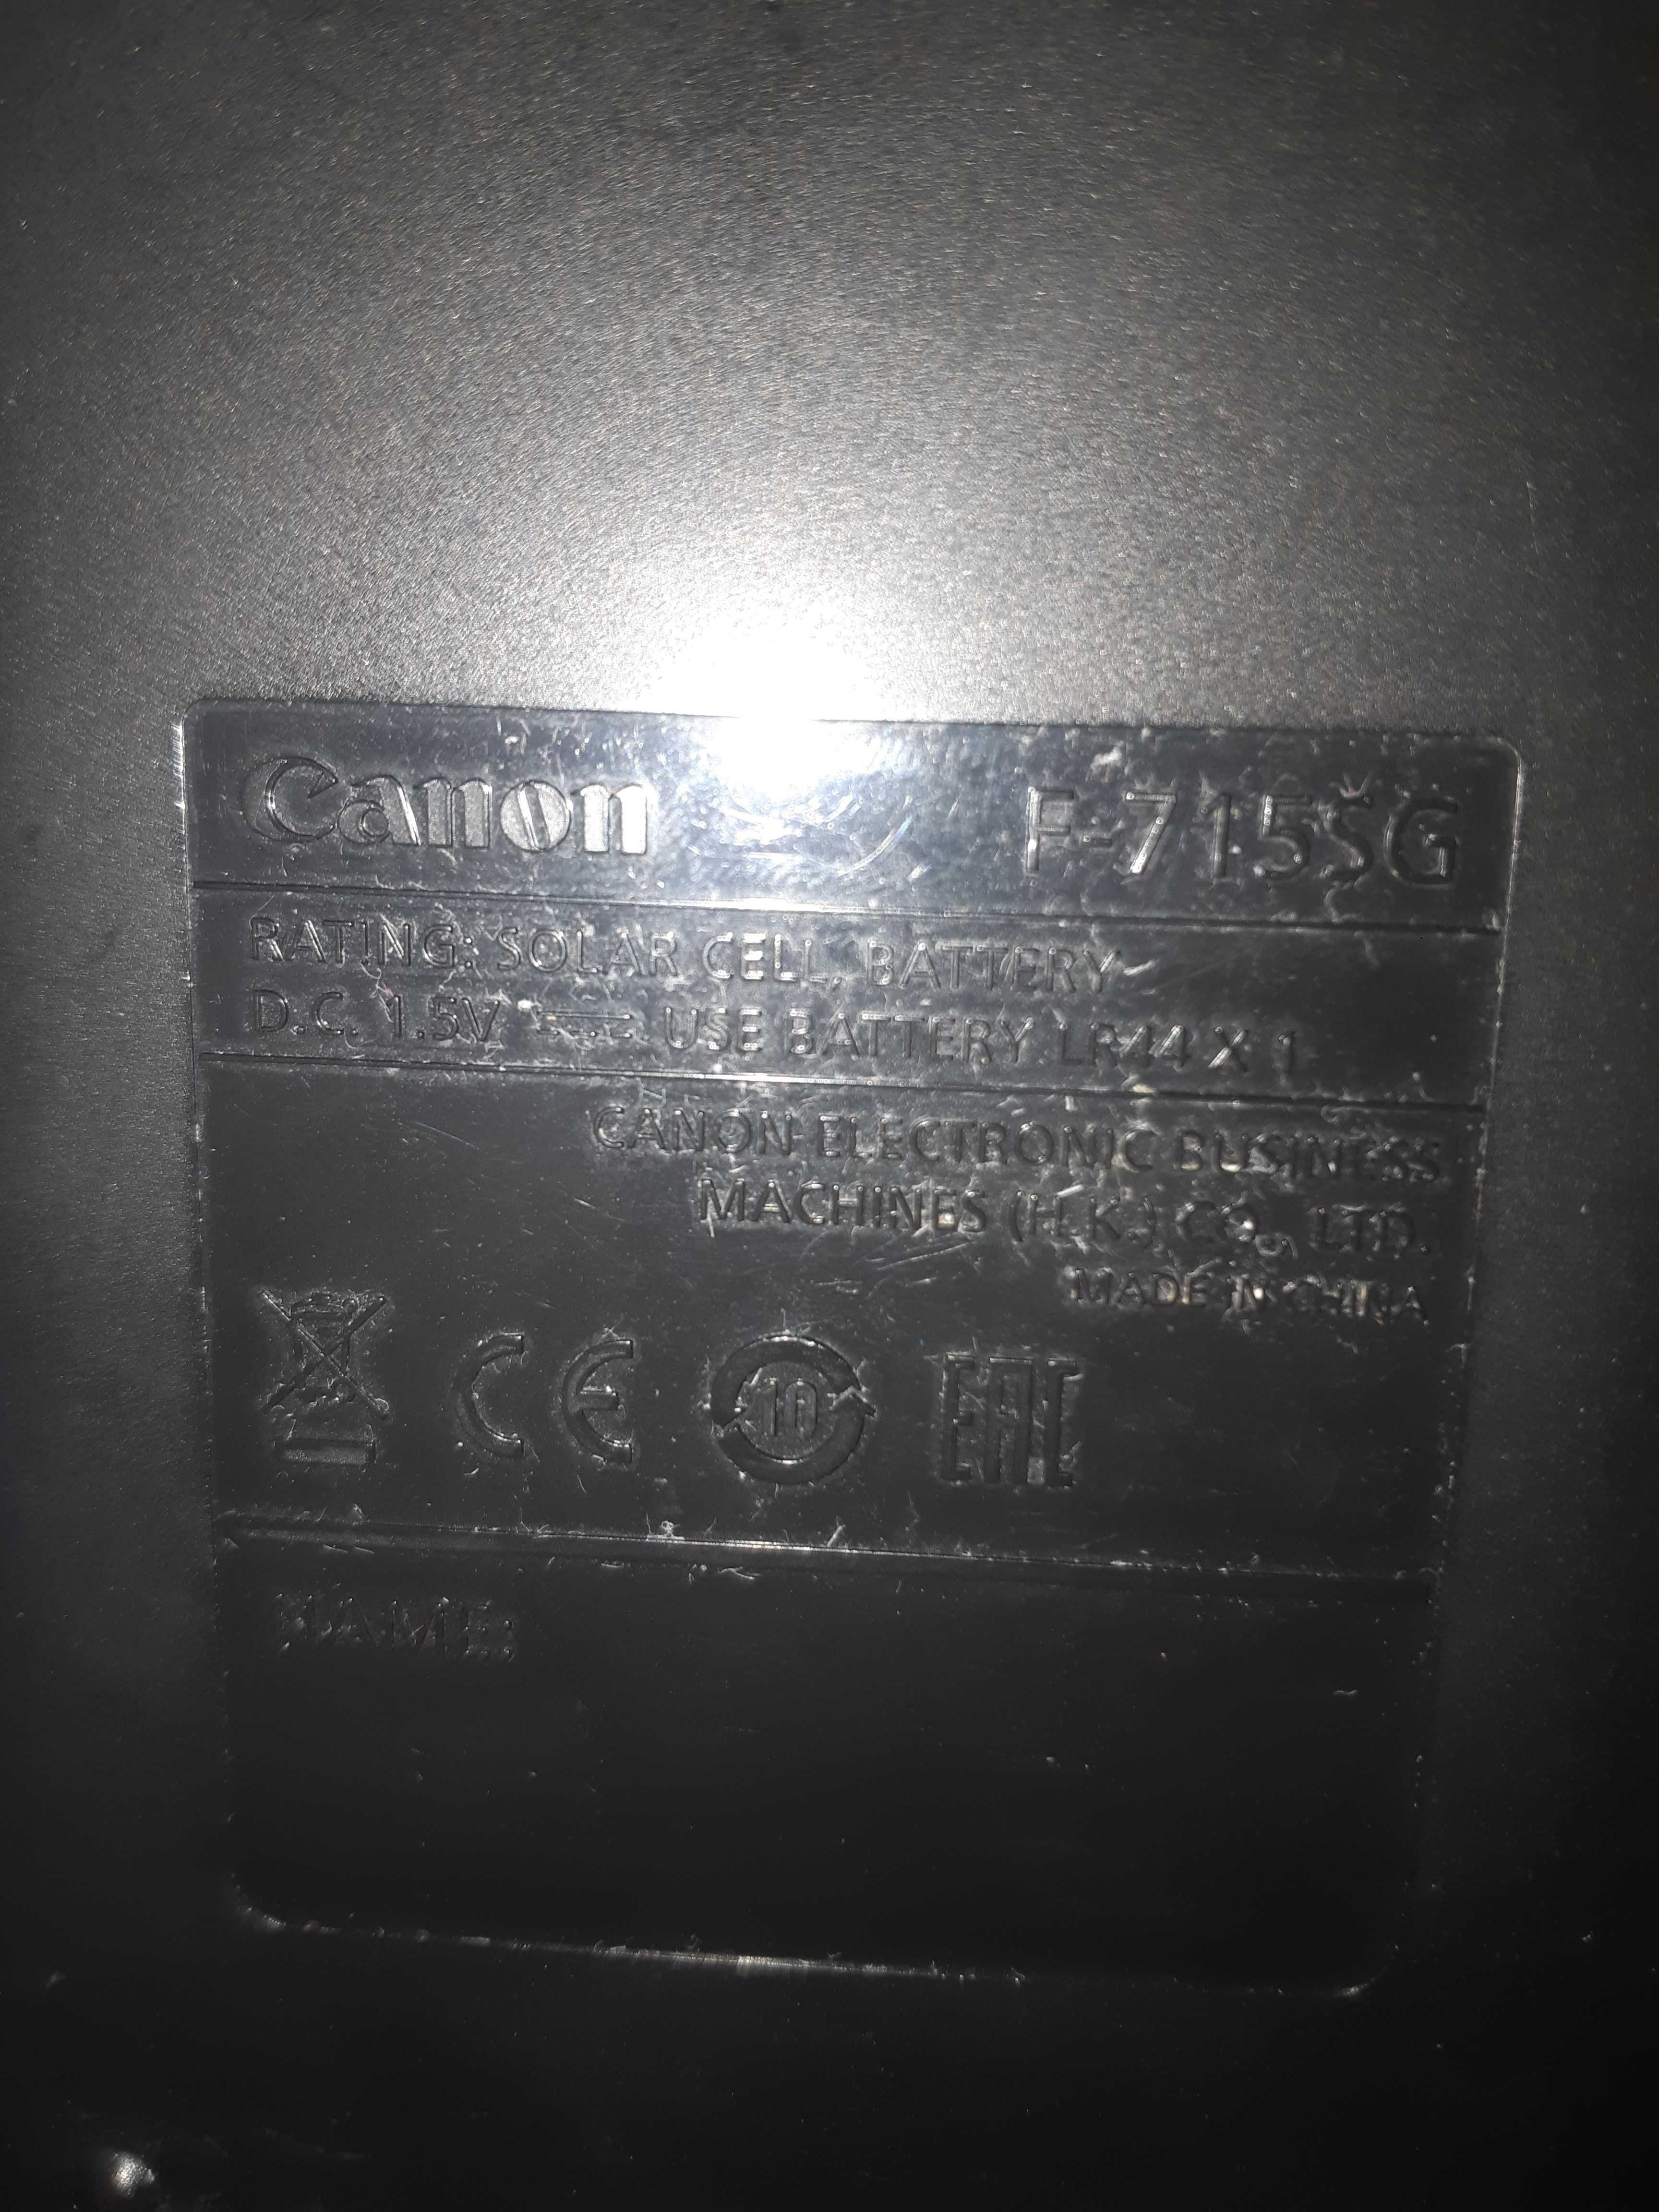 Canon F-715SG
RATING: SOLAR CELL, BATTERY
D.C. 1.5V USE BATTERY LR44 X 1
CANON ELECTRONIC BUSINESS
MACHINES (H.K.) CO., LTD.
MADE IN CHINA
CE 10 EAC
NAME: